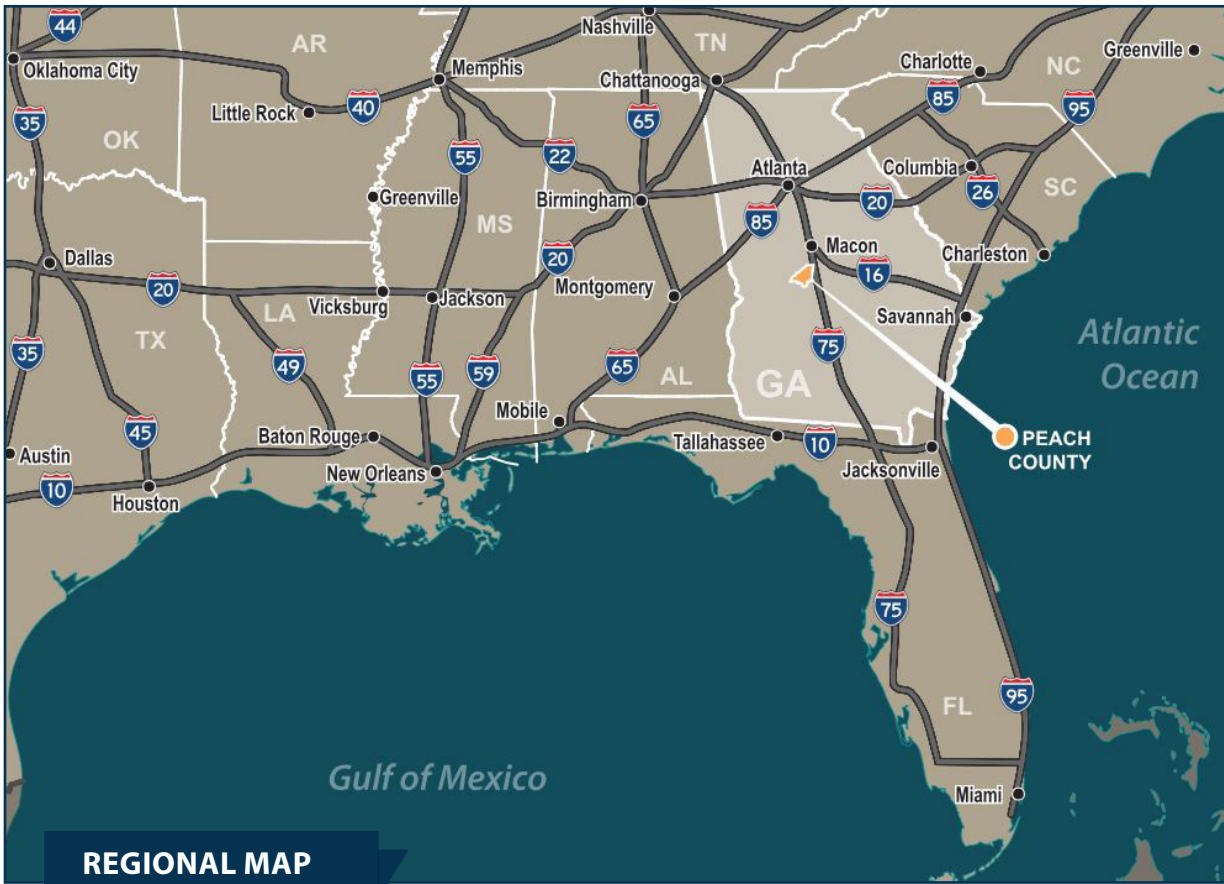 44
Nashville
AR
TN
Greenville
Oklahoma City
Memphis
Chattanooga
Charlotte
NC
Little Rock
40
65
85
95
35
OK
55
22
Atlanta
Columbia
Greenville
Birmingham
20
26
SC
MS
85
Dallas
20
Macon
Charleston
20
LA
Vicksburg
Jackson
Montgomery
16
Savannah
Atlantic
Ocean
TX
35
49
55
59
65
AL
75
GA
45
Baton Rouge
Mobile
Tallahassee
10
Jacksonville
PEACH
COUNTY
Austin
10
Houston
New Orleans
75
95
FL
Gulf of Mexico
Miami
REGIONAL MAP